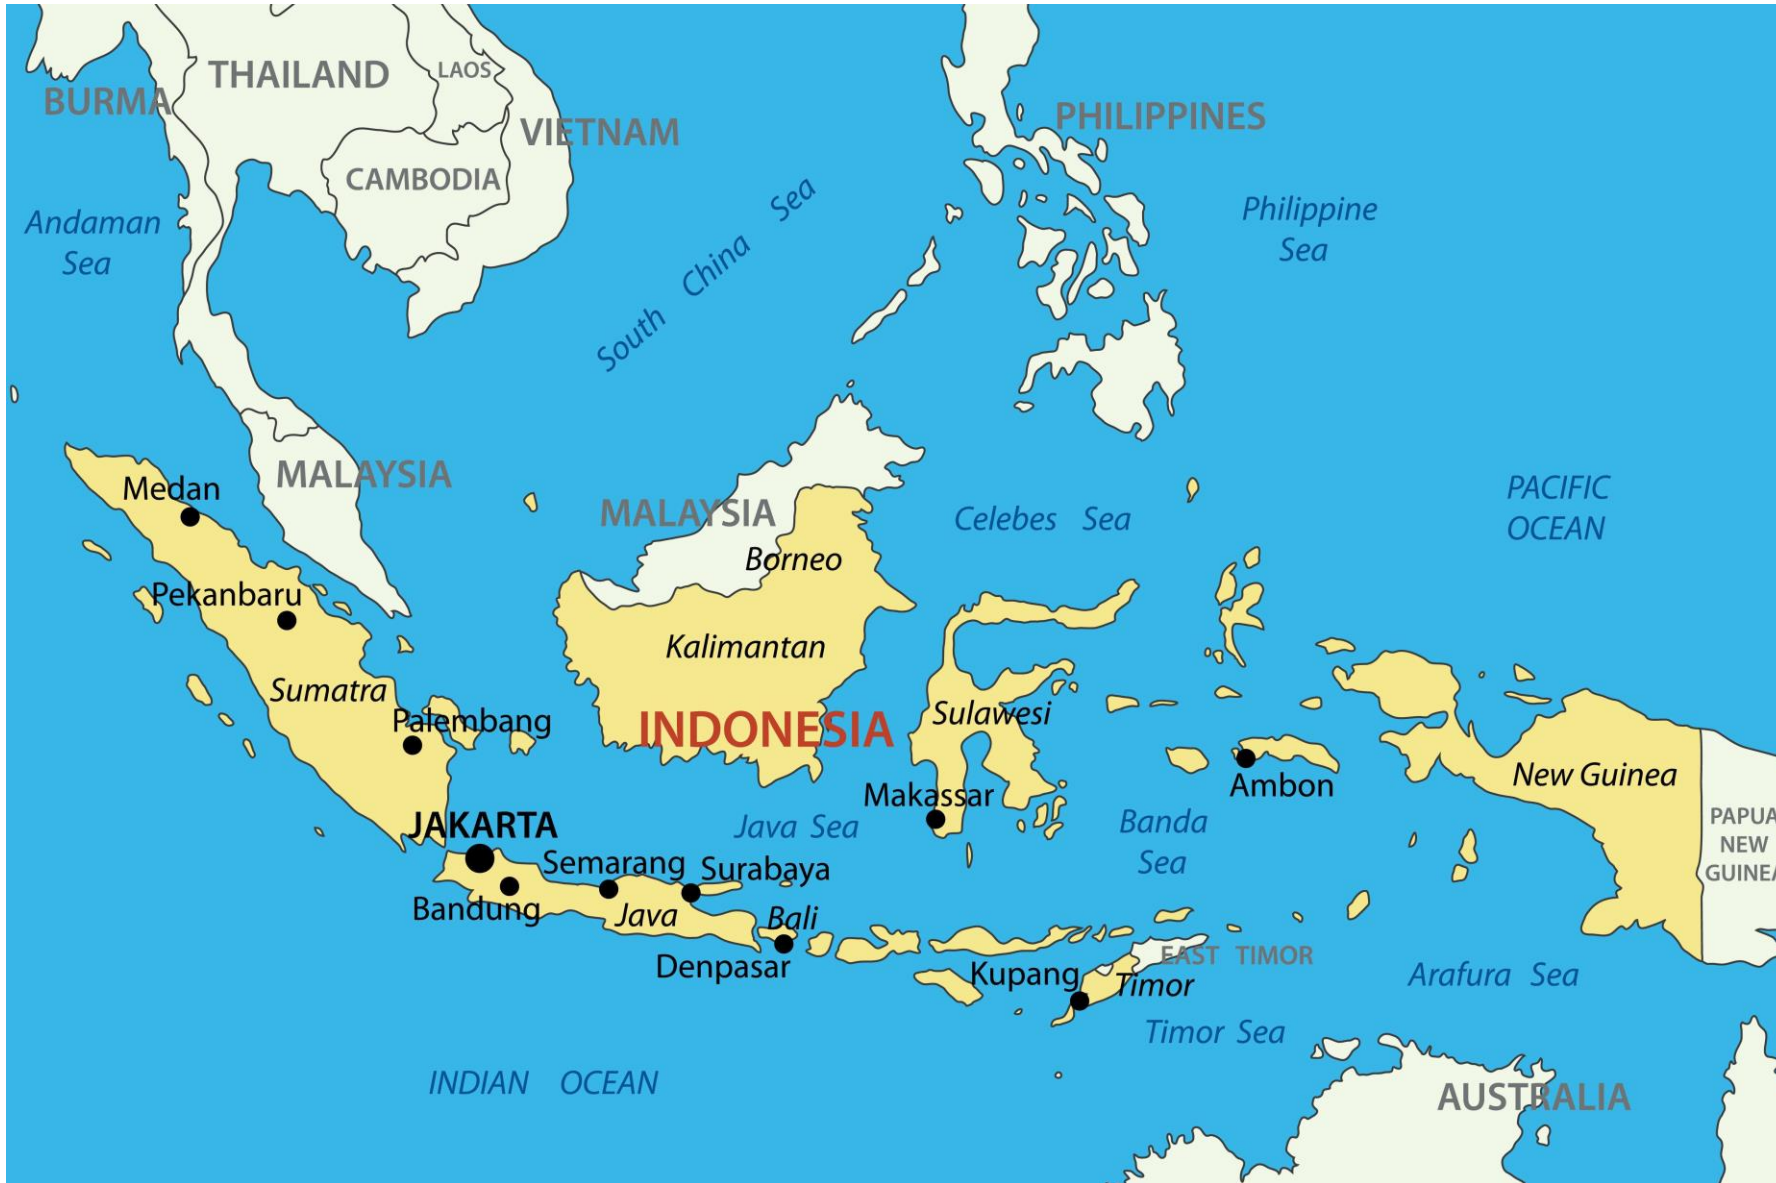 THAILAND
LAOS
BURMA
VIETNAM
PHILIPPINES
CAMBODIA
Andaman
Sea
South China Sea
Philippine
Sea
MALAYSIA
Medan
MALAYSIA
Celebes Sea
PACIFIC
OCEAN
Borneo
Pekanbaru
Kalimantan
Sumatra
Palembang
INDONESIA
Sulawesi
New Guinea
Ambon
Makassar
JAKARTA
Java Sea
Banda
Sea
PAPUA
NEW
GUINEA
Semarang
Surabaya
Bandung
Java
Bali
Denpasar
EAST TIMOR
Kupang
Timor
Arafura Sea
Timor Sea
INDIAN OCEAN
AUSTRALIA